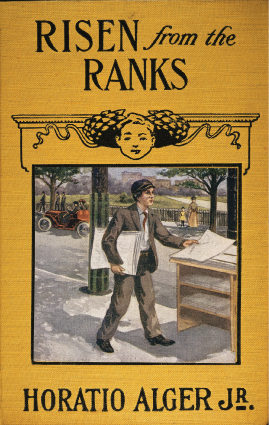 RISEN from the
RANKS
HORATIO ALGER JR.